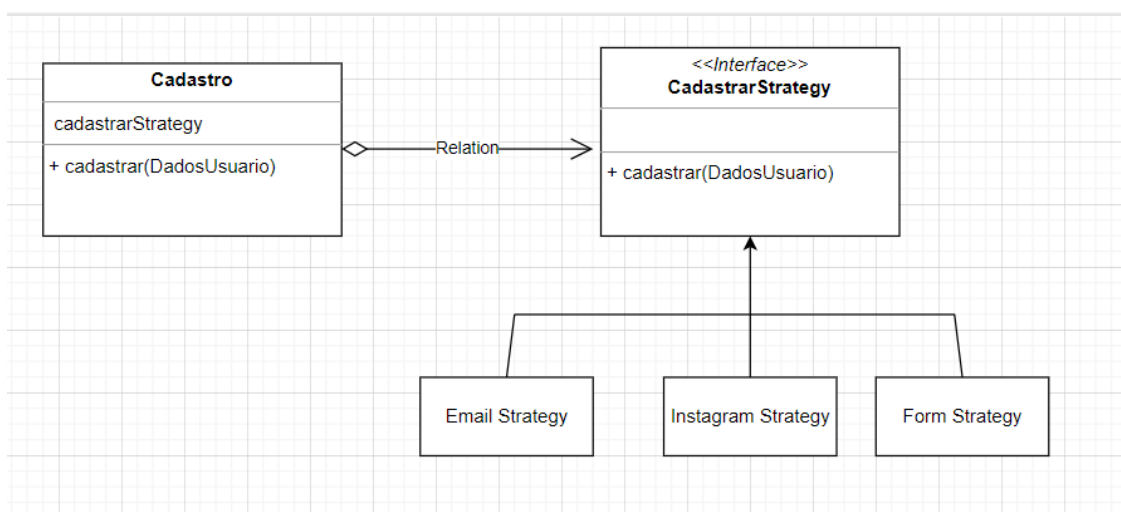 Cadastro
cadastrarStrategy
+ cadastrar(DadosUsuario)
Relation
<<Interface>>
CadastrarStrategy
+ cadastrar(DadosUsuario)
Email Strategy
Instagram Strategy
Form Strategy